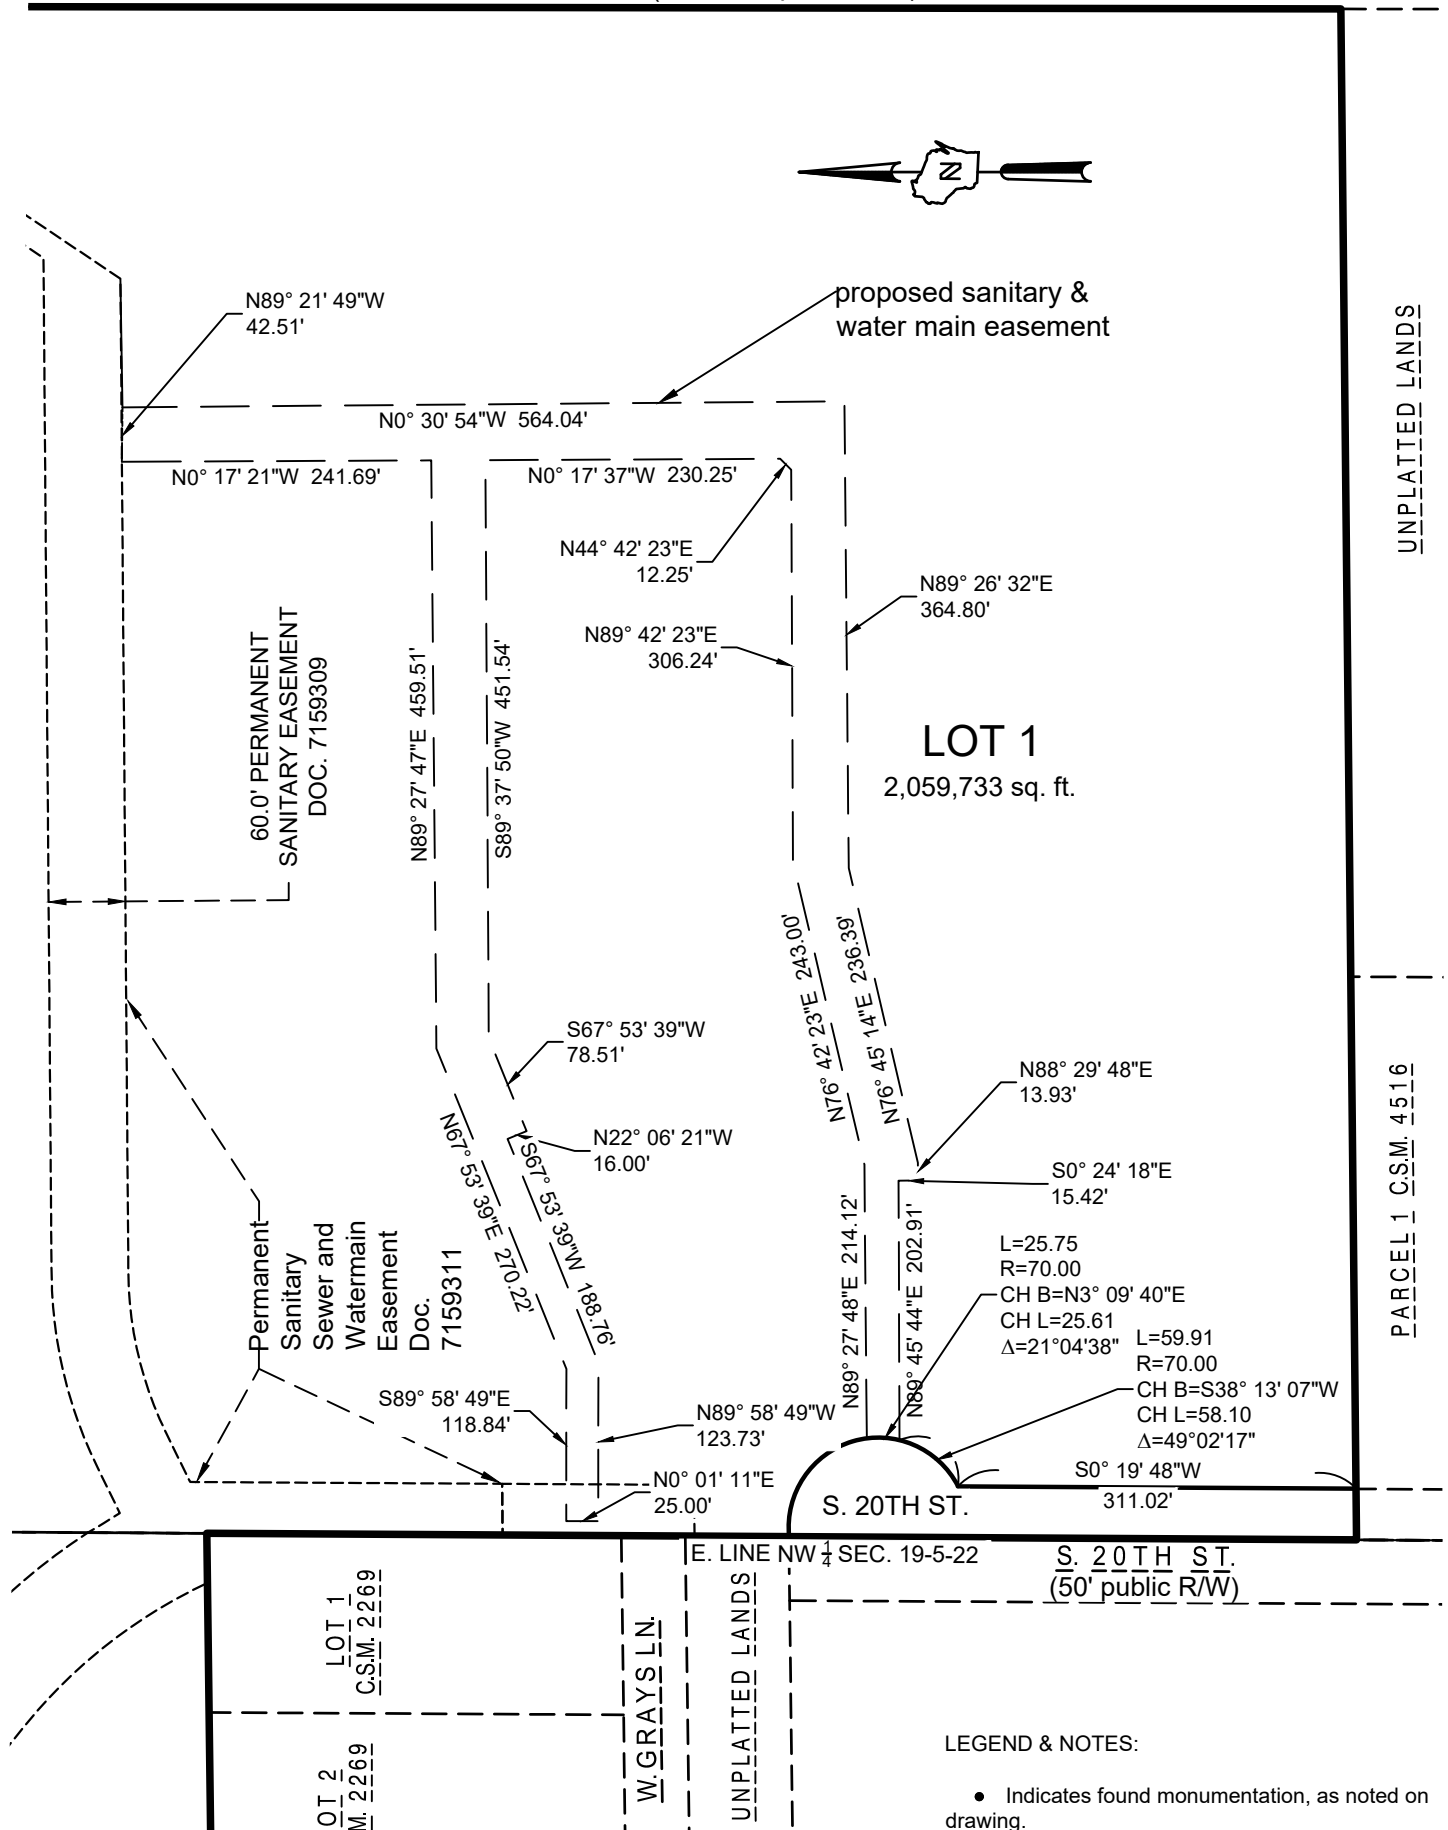 N
N89° 21' 49"W
42.51'
proposed sanitary &
water main easement
N0° 30' 54"W 564.04'
N0° 17' 21"W 241.69'
N0° 17' 37"W 230.25'
N44° 42' 23"E
12.25'
N89° 26' 32"E
364.80'
N89° 42' 23"E
306.24'
UNPLATTED LANDS
60.0' PERMANENT
SANITARY EASEMENT
DOC. 7159309
N89° 27' 47"E 459.51'
S89° 37' 50"W 451.54'
LOT 1
2,059,733 sq. ft.
N76° 42' 23"E 243.00'
N76° 45' 14"E 236.39'
S67° 53' 39"W
78.51'
N22° 06' 21"W
16.00'
N67° 53' 39"E 270.22'
S67° 53' 39"W 188.76'
N88° 29' 48"E
13.93'
S0° 24' 18"E
15.42'
PARCEL 1 C.S.M. 4516
N89° 27' 48"E 214.12'
N89° 45' 44"E 202.91'
L=25.75
R=70.00
CH B=N3° 09' 40"E
CH L=25.61
Δ=21°04'38"
L=59.91
R=70.00
CH B=S38° 13' 07"W
CH L=58.10
Δ=49°02'17"
Permanent
Sanitary
Sewer and
Watermain
Easement
Doc.
7159311
S89° 58' 49"E
118.84'
N89° 58' 49"W
123.73'
N0° 01' 11"E
25.00'
S0° 19' 48"W
311.02'
S. 20TH ST.
E. LINE NW 1/4 SEC. 19-5-22
S. 20TH ST.
(50' public R/W)
LOT 1
C.S.M. 2269
OT 2
M. 2269
W. GRAYS LN.
UNPLATTED LANDS
LEGEND & NOTES:
● Indicates found monumentation, as noted on
drawing.